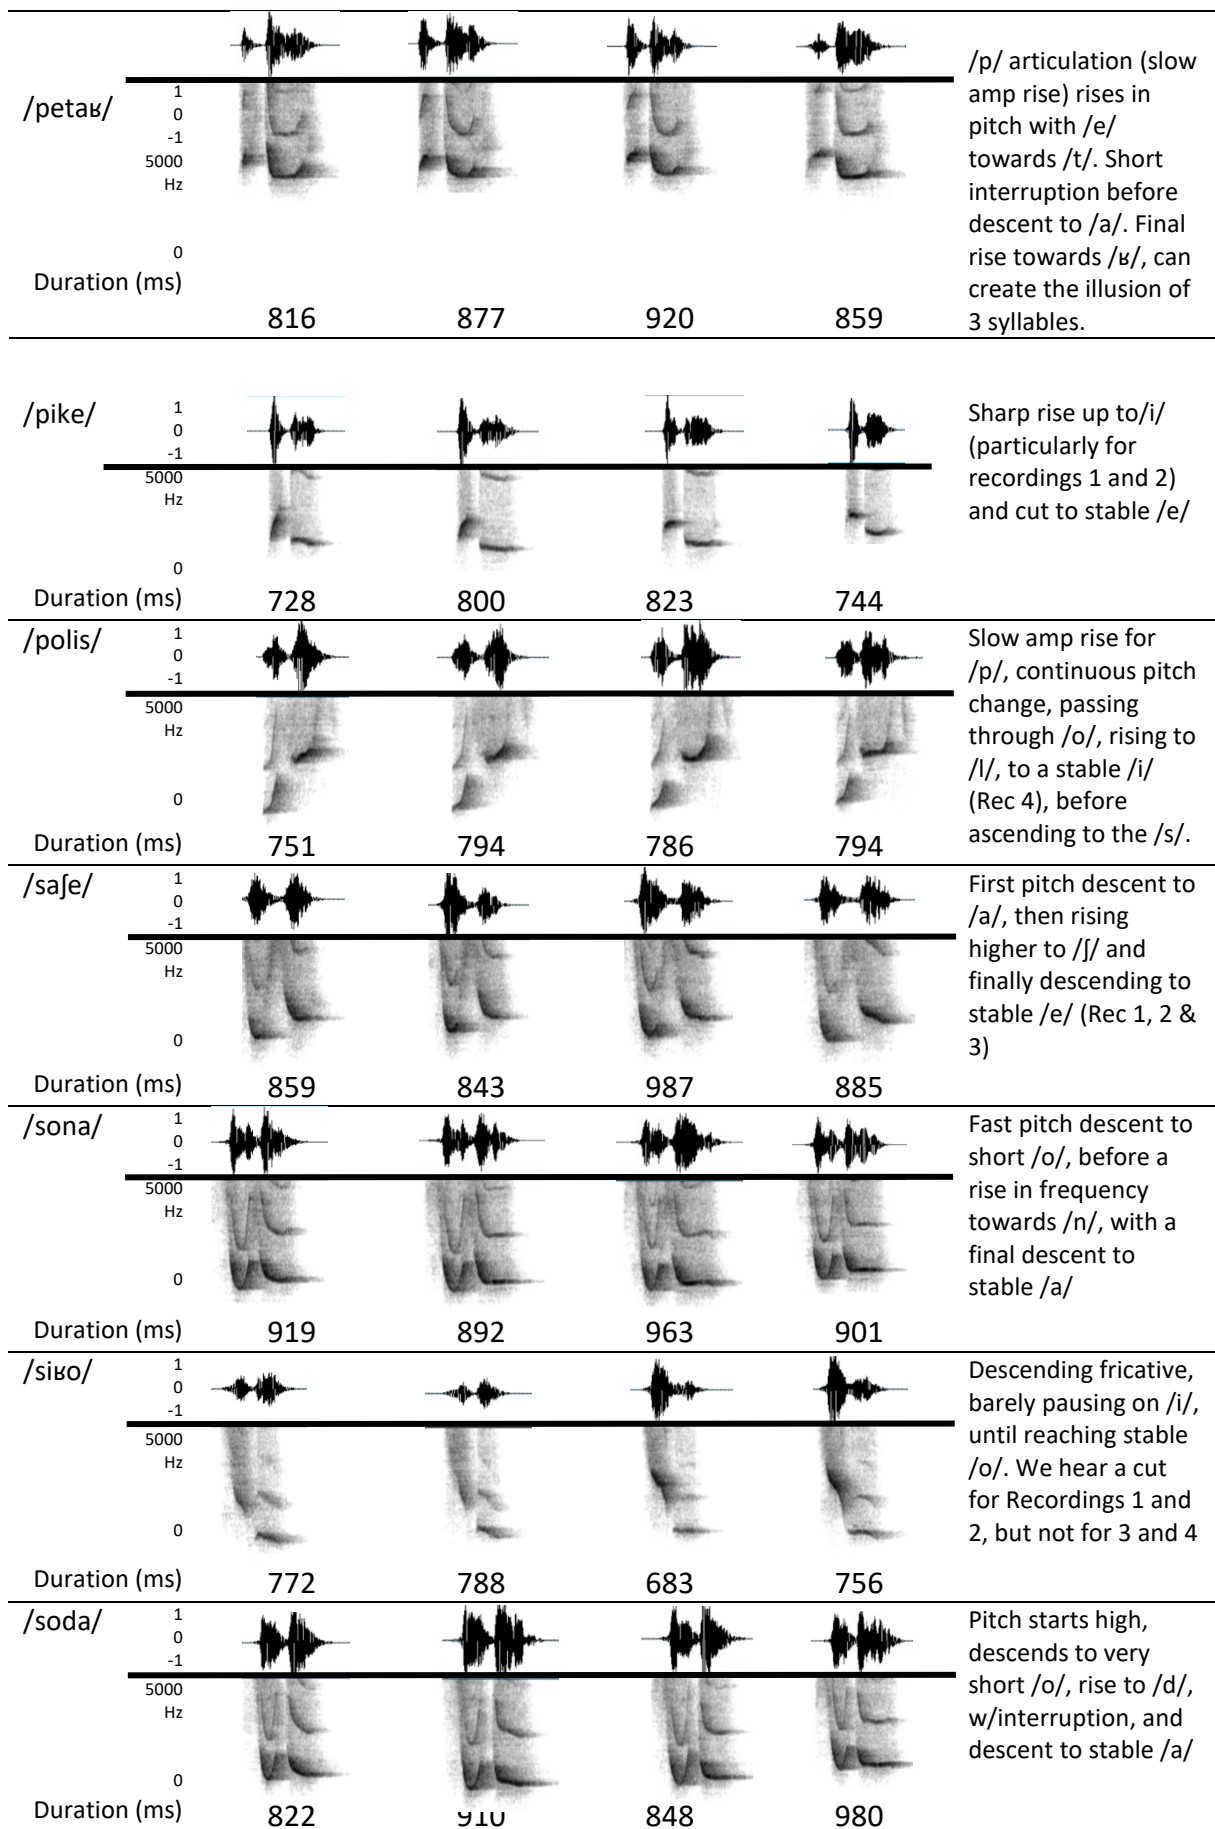 /petaʁ/
1
0
-1
5000
Hz
0
Duration (ms)
816 877 920 859
/p/ articulation (slow
amp rise) rises in
pitch with /e/
towards /t/. Short
interruption before
descent to /a/. Final
rise towards /ʁ/, can
create the illusion of
3 syllables.
/pike/
1
0
-1
5000
Hz
0
Duration (ms)
728 800 823 744
Sharp rise up to/i/
(particularly for
recordings 1 and 2)
and cut to stable /e/
/polis/
1
0
-1
5000
Hz
0
Duration (ms)
751 794 786 794
Slow amp rise for
/p/, continuous pitch
change, passing
through /o/, rising to
/l/, to a stable /i/
(Rec 4), before
ascending to the /s/.
/saʃe/
1
0
-1
5000
Hz
0
Duration (ms)
859 843 987 885
First pitch descent to
/a/, then rising
higher to /ʃ/ and
finally descending to
stable /e/ (Rec 1, 2 &
3)
/sona/
1
0
-1
5000
Hz
0
Duration (ms)
919 892 963 901
Fast pitch descent to
short /o/, before a
rise in frequency
towards /n/, with a
final descent to
stable /a/
/siʁo/
1
0
-1
5000
Hz
0
Duration (ms)
772 788 683 756
Descending fricative,
barely pausing on /i/,
until reaching stable
/o/. We hear a cut
for Recordings 1 and
2, but not for 3 and 4
/soda/
1
0
-1
5000
Hz
0
Duration (ms)
822 910 848 980
Pitch starts high,
descends to very
short /o/, rise to /d/,
w/interruption, and
descent to stable /a/